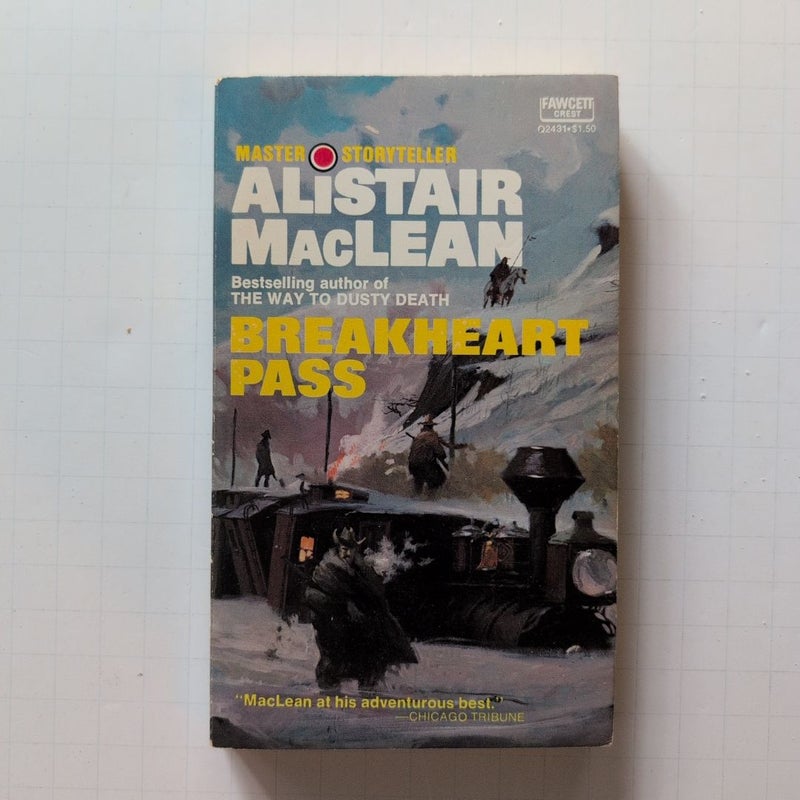 FAWCETT
CREST
Q2431•$1.50
MASTER STORYTELLER
ALiSTAIR
MACLEAN
Bestselling author of
THE WAY TO DUSTY DEATH
BREAKHEART
PASS
"MacLean at his adventurous best."
—CHICAGO TRIBUNE